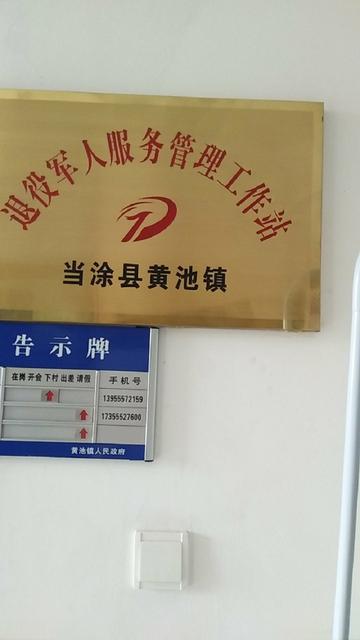 退役军人服务管理工作站
当涂县黄池镇
告示牌
在岗 开会 下村 出差 请假 手机号
13955572159
17355527600
黄池镇人民政府